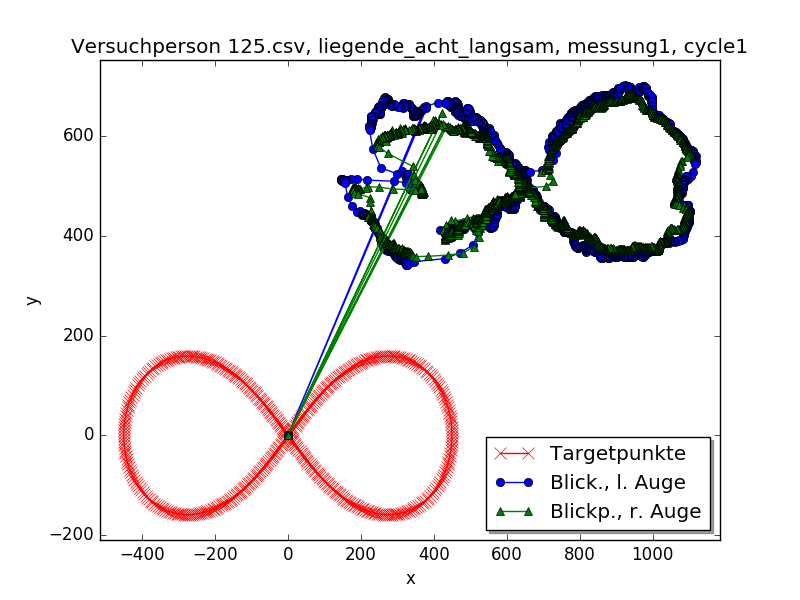 Versuchperson 125.csv, liegende_acht_langsam, messung1, cycle1
y
600
400
200
0
−200
−400
−200
0
200
400
600
800
1000
x
Targetpunkte
Blick., l. Auge
Blickp., r. Auge